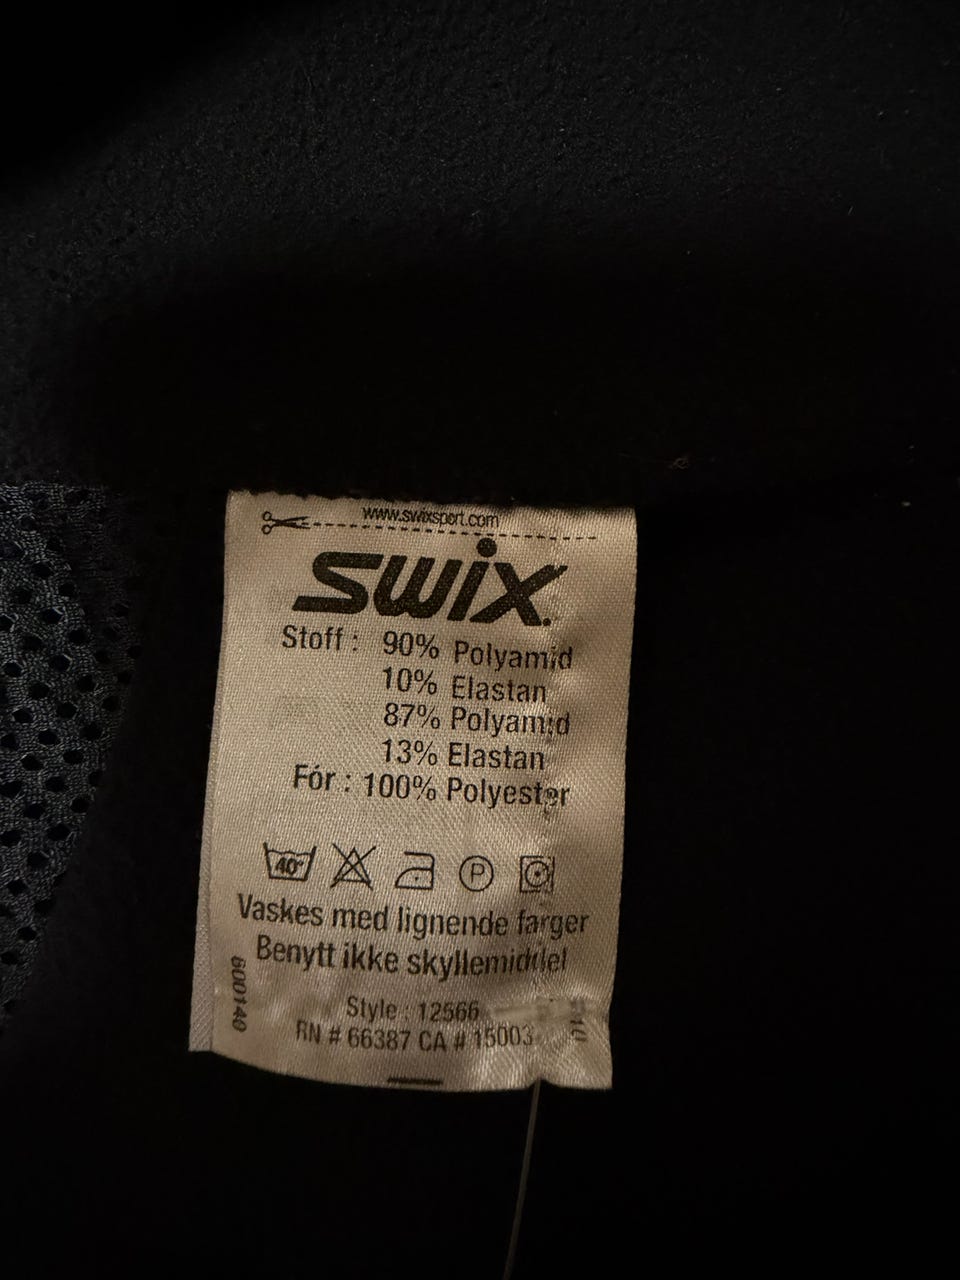 www.swixsport.com
swix
Stoff : 90% Polyamid
10% Elastan
87% Polyamid
13% Elastan
Fór : 100% Polyester
40°
P
Vaskes med lignende farger
Benytt ikke skyllemiddel
600140
Style : 12566
RN # 66387 CA # 15003